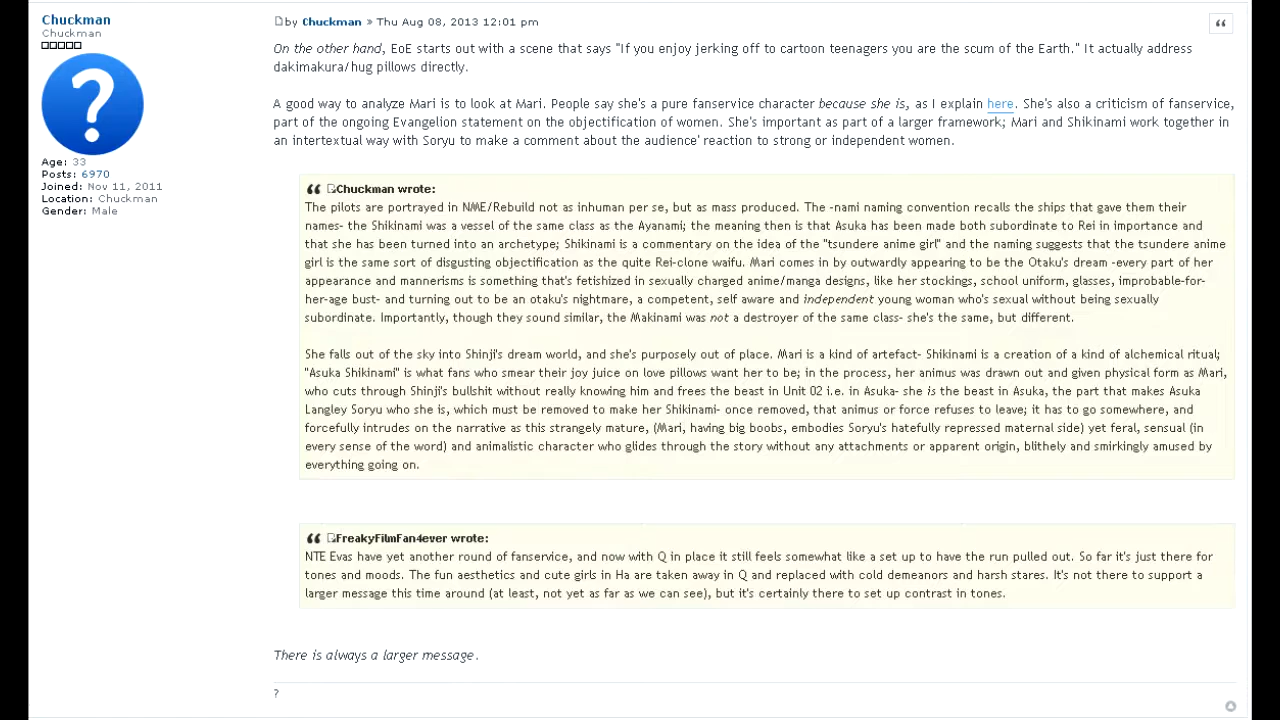 Chuckman
Chuckman
Age: 33
Posts: 6970
Joined: Nov 11, 2011
Location: Chuckman
Gender: Male
by Chuckman » Thu Aug 08, 2013 12:01 pm
On the other hand, EoE starts out with a scene that says "If you enjoy jerking off to cartoon teenagers you are the scum of the Earth." It actually address
dakimakura/hug pillows directly.
A good way to analyze Mari is to look at Mari. People say she's a pure fanservice character because she is, as I explain here. She's also a criticism of fanservice,
part of the ongoing Evangelion statement on the objectification of women. She's important as part of a larger framework; Mari and Shikinami work together in
an intertextual way with Soryu to make a comment about the audience' reaction to strong or independent women.
Chuckman wrote:
The pilots are portrayed in NME/Rebuild not as inhuman per se, but as mass produced. The -nami naming convention recalls the ships that gave them their
names- the Shikinami was a vessel of the same class as the Ayanami; the meaning then is that Asuka has been made both subordinate to Rei in importance and
that she has been turned into an archetype; Shikinami is a commentary on the idea of the "tsundere anime girl" and the naming suggests that the tsundere anime
girl is the same sort of disgusting objectification as the quite Rei-clone waifu. Mari comes in by outwardly appearing to be the Otaku's dream -every part of her
appearance and mannerisms is something that's fetishized in sexually charged anime/manga designs, like her stockings, school uniform, glasses, improbable-for-
her-age bust- and turning out to be an otaku's nightmare, a competent, self aware and independent young woman who's sexual without being sexually
subordinate. Importantly, though they sound similar, the Makinami was not a destroyer of the same class- she's the same, but different.
She falls out of the sky into Shinji's dream world, and she's purposely out of place. Mari is a kind of artefact- Shikinami is a creation of a kind of alchemical ritual;
"Asuka Shikinami" is what fans who smear their joy juice on love pillows want her to be; in the process, her animus was drawn out and given physical form as Mari,
who cuts through Shinji's bullshit without really knowing him and frees the beast in Unit 02 i.e. in Asuka- she is the beast in Asuka, the part that makes Asuka
Langley Soryu who she is, which must be removed to make her Shikinami- once removed, that animus or force refuses to leave; it has to go somewhere, and
forcefully intrudes on the narrative as this strangely mature, (Mari, having big boobs, embodies Soryu's hatefully repressed maternal side) yet feral, sensual (in
every sense of the word) and animalistic character who glides through the story without any attachments or apparent origin, blithely and smirkingly amused by
everything going on.
FreakyFilmFan4ever wrote:
NTE Evas have yet another round of fanservice, and now with Q in place it still feels somewhat like a set up to have the run pulled out. So far it's just there for
tones and moods. The fun aesthetics and cute girls in Ha are taken away in Q and replaced with cold demeanors and harsh stares. It's not there to support a
larger message this time around (at least, not yet as far as we can see), but it's certainly there to set up contrast in tones.
There is always a larger message.
?